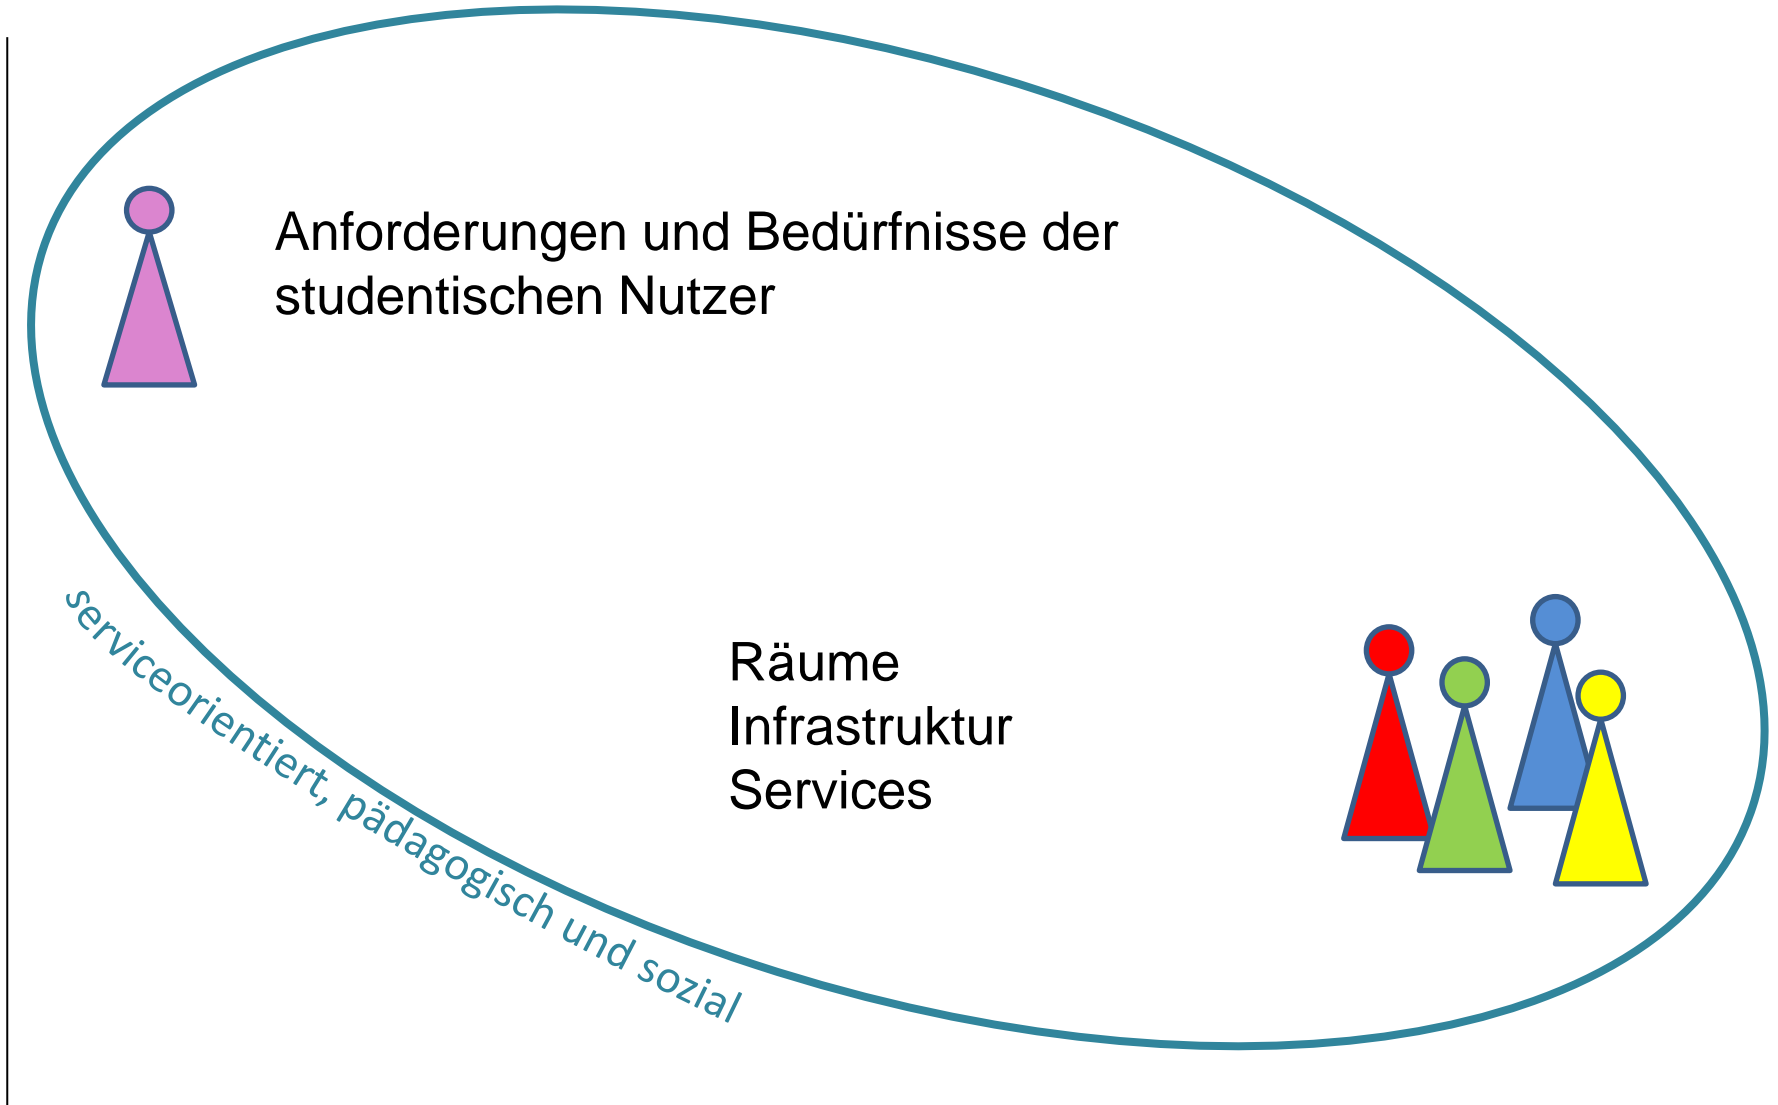 Anforderungen und Bedürfnisse der
studentischen Nutzer
Räume
Infrastruktur
Services
serviceorientiert, pädagogisch und sozial